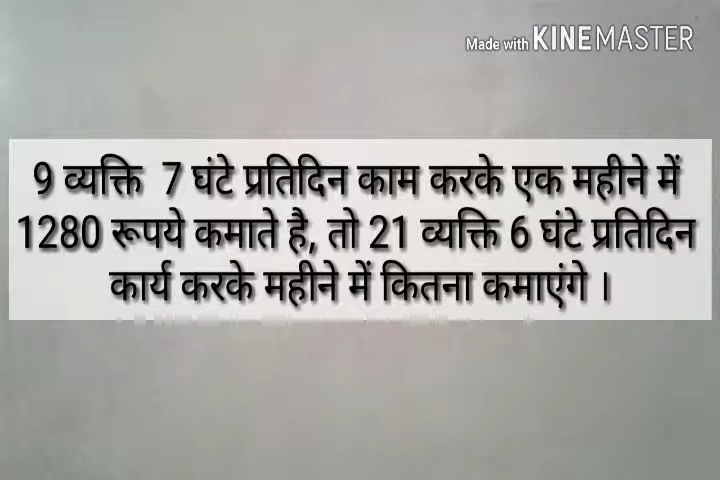 Made with KINEMASTER
9 व्यक्ति 7 घंटे प्रतिदिन काम करके एक महीने में
1280 रूपये कमाते है, तो 21 व्यक्ति 6 घंटे प्रतिदिन
कार्य करके महीने में कितना कमाएंगे ।